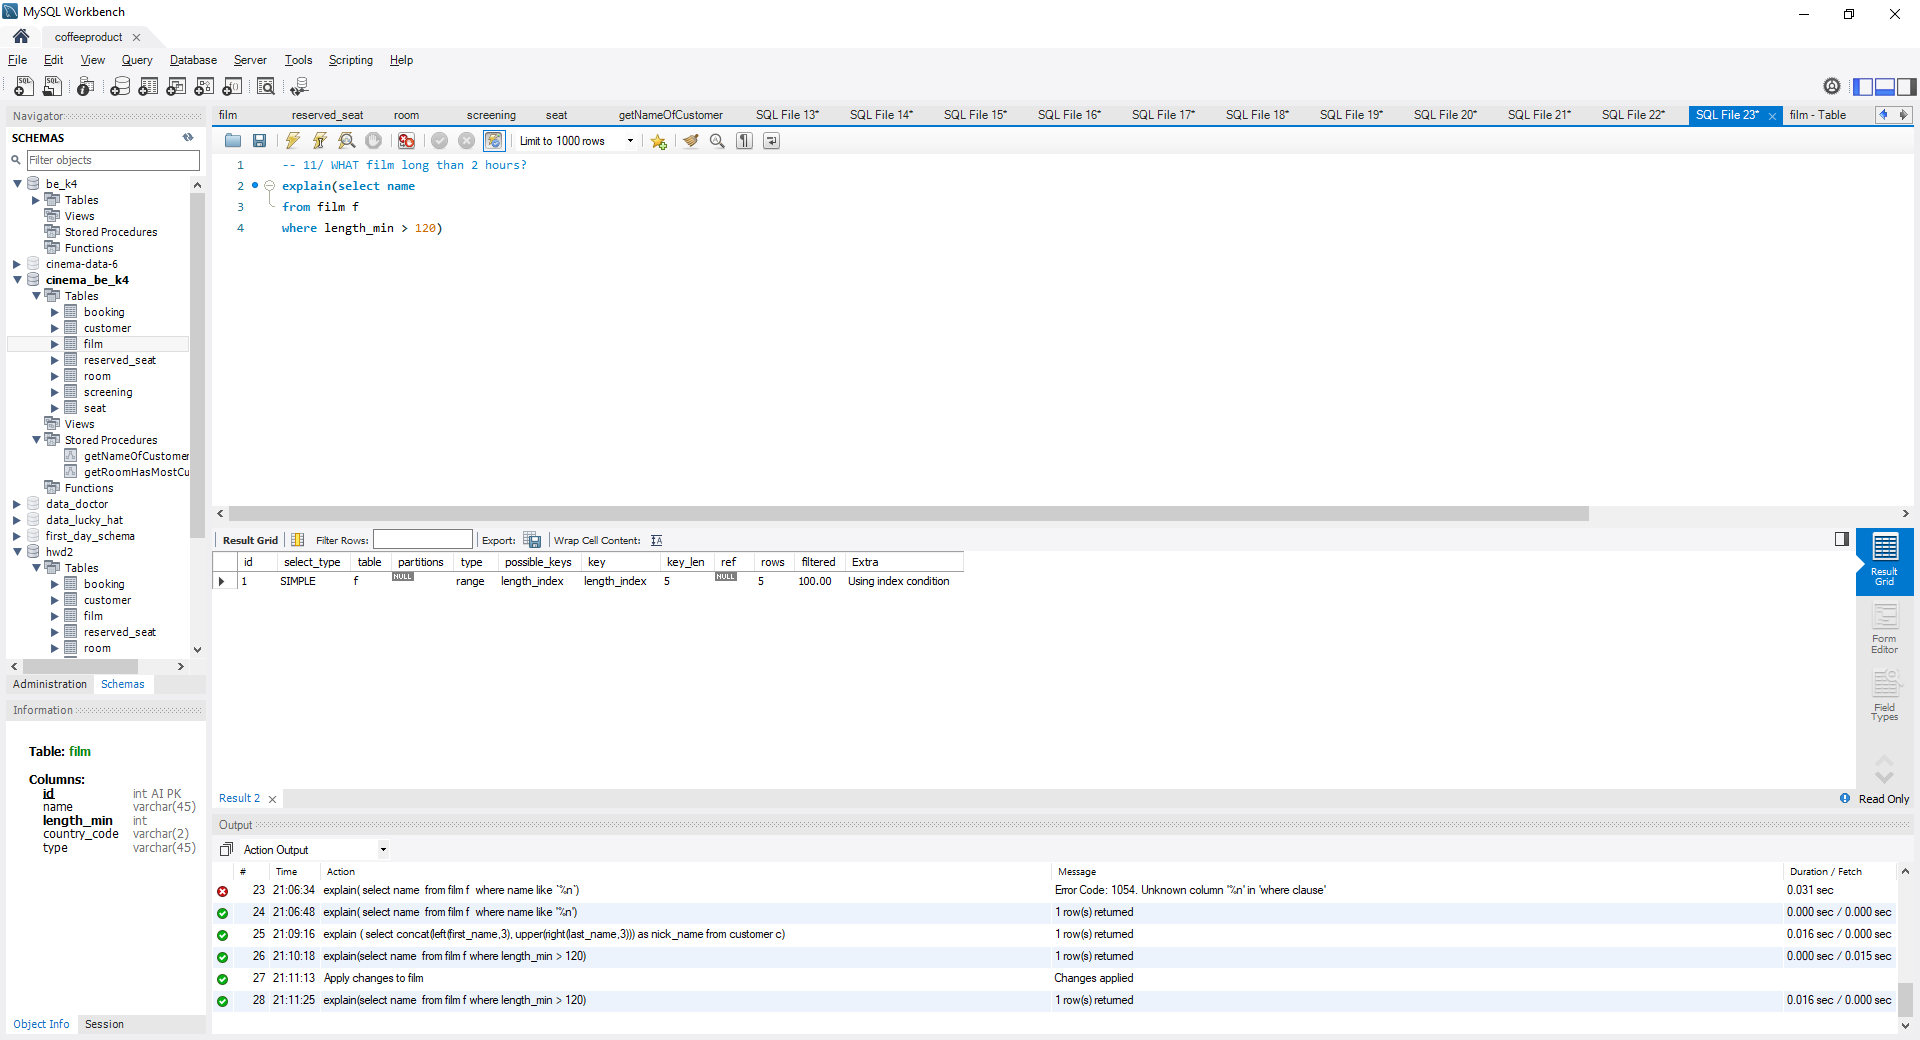 MySQL Workbench
coffeeproduct
File Edit View Query Database Server Tools Scripting Help
Navigator
SCHEMAS
Filter objects
be_k4
Tables
Views
Stored Procedures
Functions
cinema-data-6
cinema_be_k4
Tables
booking
customer
film
reserved_seat
room
screening
seat
Views
Stored Procedures
getNameOfCustomer
getRoomHasMostCu
Functions
data_doctor
data_lucky_hat
first_day_schema
hwd2
Tables
booking
customer
film
reserved_seat
room
Administration Schemas
Information
Table: film
Columns:
id int AI PK
name varchar(45)
length_min int
country_code varchar(2)
type varchar(45)
Object Info Session
film reserved_seat room screening seat getNameOfCustomer SQL File 13* SQL File 14* SQL File 15* SQL File 16* SQL File 17* SQL File 18* SQL File 19* SQL File 20* SQL File 21* SQL File 22* SQL File 23* film - Table
Limit to 1000 rows
1 -- 11/ WHAT film long than 2 hours?
2 explain(select name
3 from film f
4 where length_min > 120)
Result Grid Filter Rows: Export: Wrap Cell Content:
id select_type table partitions type possible_keys key key_len ref rows filtered Extra
1 SIMPLE f NULL range length_index length_index 5 NULL 5 100.00 Using index condition
Result Grid
Form Editor
Field Types
Result 2
Read Only
Output
Action Output
# Time Action Message Duration / Fetch
23 21:06:34 explain( select name from film f where name like `%n`) Error Code: 1054. Unknown column '%n' in 'where clause' 0.031 sec
24 21:06:48 explain( select name from film f where name like '%n') 1 row(s) returned 0.000 sec / 0.000 sec
25 21:09:16 explain ( select concat(left(first_name,3), upper(right(last_name,3))) as nick_name from customer c) 1 row(s) returned 0.016 sec / 0.000 sec
26 21:10:18 explain(select name from film f where length_min > 120) 1 row(s) returned 0.000 sec / 0.015 sec
27 21:11:13 Apply changes to film Changes applied
28 21:11:25 explain(select name from film f where length_min > 120) 1 row(s) returned 0.016 sec / 0.000 sec